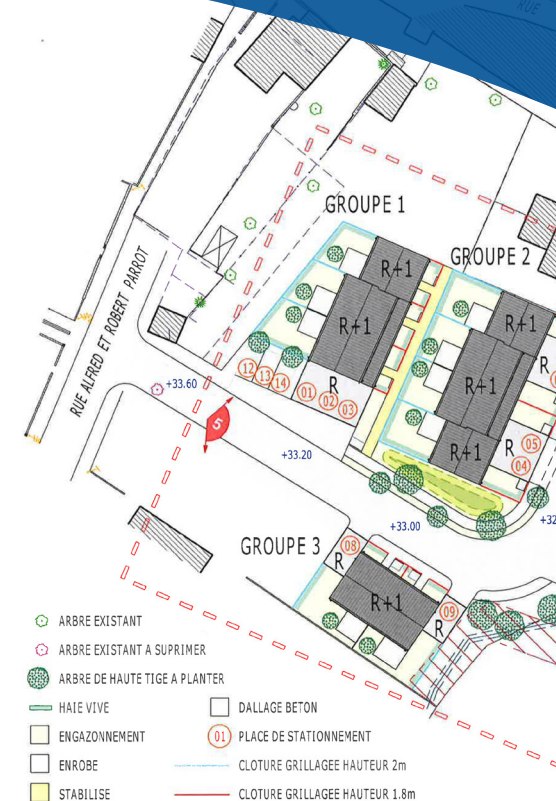 RUE
GROUPE 1
GROUPE 2
R+1
R+1
R+1
R
RUE ALFRED ET ROBERT PARROT
+33.60
12
13
14
R
01
02
03
R+1
R+1
R
05
04
5
+33.20
+33.00
+32
GROUPE 3
08
R
R+1
09
R
ARBRE EXISTANT
ARBRE EXISTANT A SUPRIMER
ARBRE DE HAUTE TIGE A PLANTER
HAIE VIVE
DALLAGE BETON
ENGAZONNEMENT
01 PLACE DE STATIONNEMENT
ENROBE
CLOTURE GRILLAGEE HAUTEUR 2m
STABILISE
CLOTURE GRILLAGEE HAUTEUR 1.8m